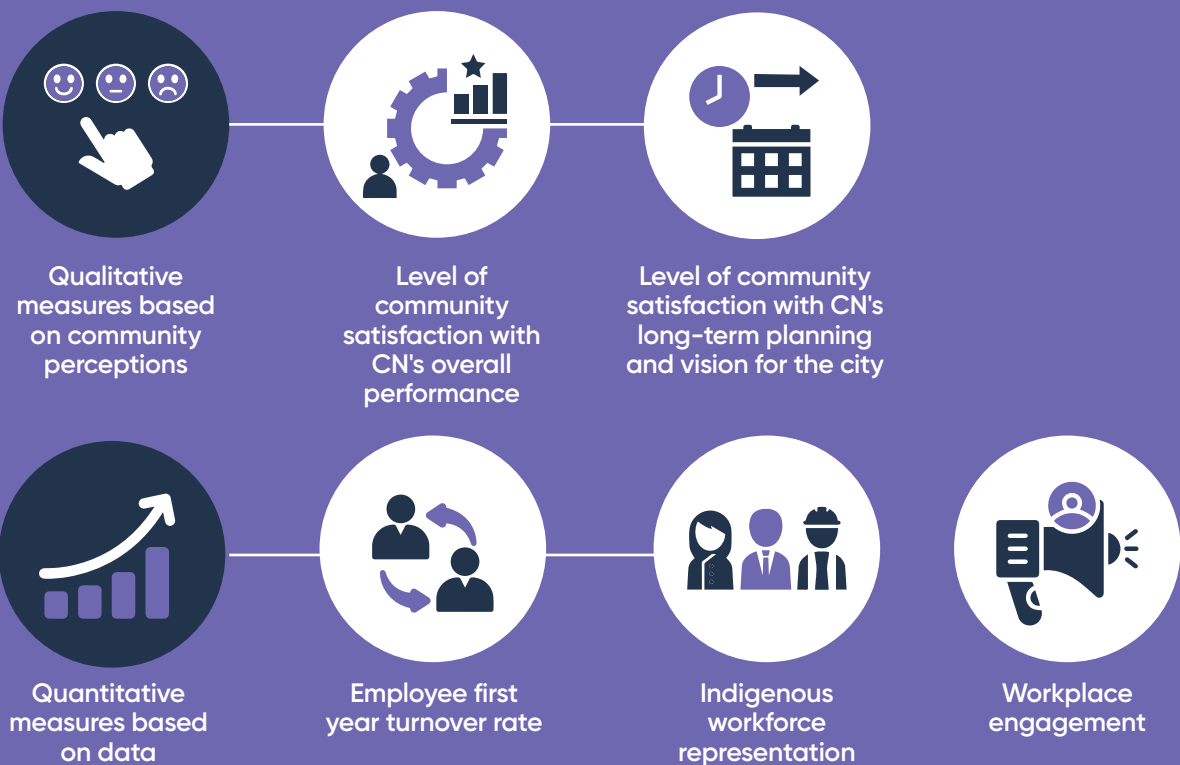 Qualitative
measures based
on community
perceptions
Level of
community
satisfaction with
CN's overall
performance
Level of community
satisfaction with CN's
long-term planning
and vision for the city
Quantitative
measures based
on data
Employee first
year turnover rate
Indigenous
workforce
representation
Workplace
engagement